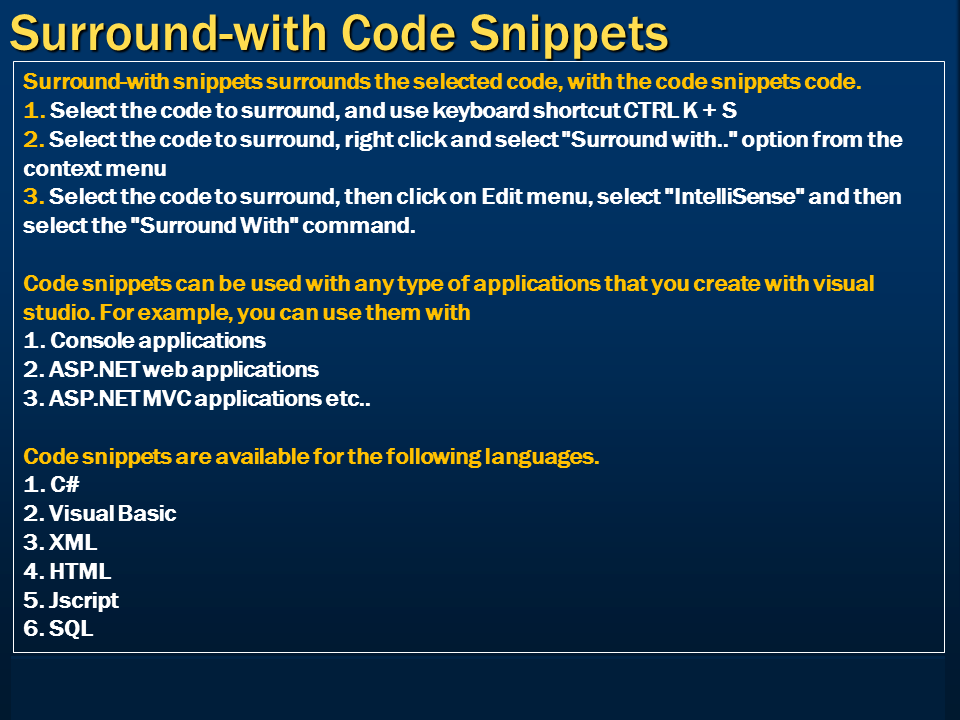 Surround-with Code Snippets
Surround-with snippets surrounds the selected code, with the code snippets code.
1. Select the code to surround, and use keyboard shortcut CTRL K + S
2. Select the code to surround, right click and select "Surround with.." option from the
context menu
3. Select the code to surround, then click on Edit menu, select "IntelliSense" and then
select the "Surround With" command.
Code snippets can be used with any type of applications that you create with visual
studio. For example, you can use them with
1. Console applications
2. ASP.NET web applications
3. ASP.NET MVC applications etc..
Code snippets are available for the following languages.
1. C#
2. Visual Basic
3. XML
4. HTML
5. Jscript
6. SQL